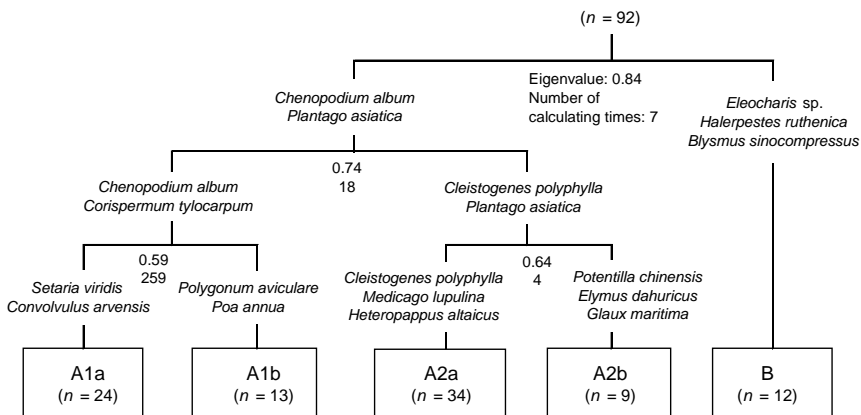 (n = 92)
Eigenvalue: 0.84
Number of
calculating times: 7
Chenopodium album
Plantago asiatica
Eleocharis sp.
Halerpestes ruthenica
Blysmus sinocompressus
0.74
18
Chenopodium album
Corispermum tylocarpum
Cleistogenes polyphylla
Plantago asiatica
0.59
259
0.64
4
Setaria viridis
Convolvulus arvensis
Polygonum aviculare
Poa annua
Cleistogenes polyphylla
Medicago lupulina
Heteropappus altaicus
Potentilla chinensis
Elymus dahuricus
Glaux maritima
A1a
(n = 24)
A1b
(n = 13)
A2a
(n = 34)
A2b
(n = 9)
B
(n = 12)